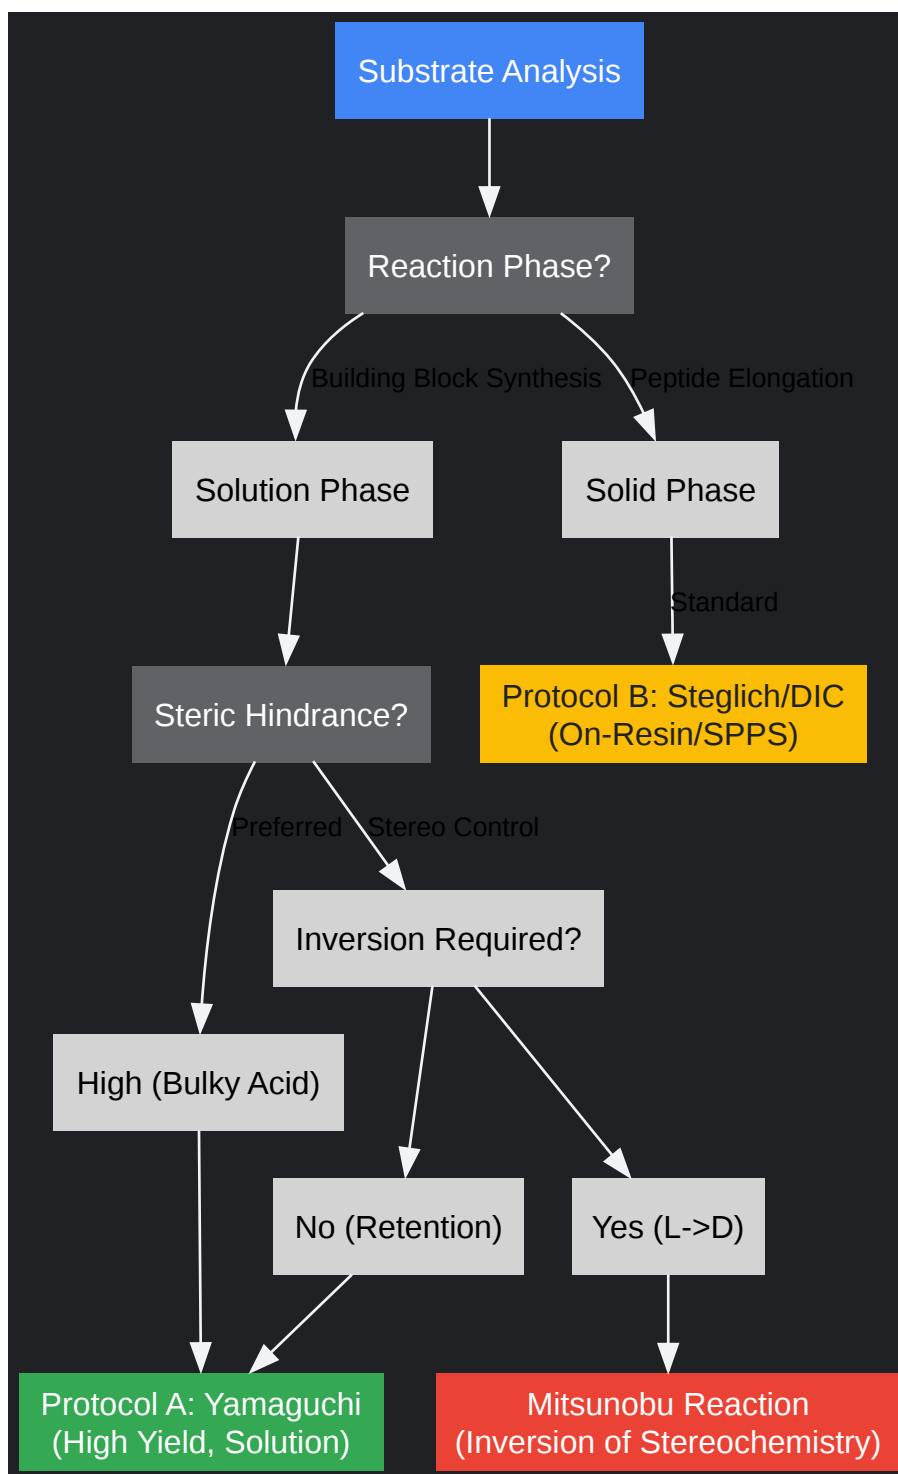 Substrate Analysis
Reaction Phase?
Building Block Synthesis
Peptide Elongation
Solution Phase
Solid Phase
Standard
Steric Hindrance?
Protocol B: Steglich/DIC
(On-Resin/SPPS)
Preferred
Stereo Control
Inversion Required?
High (Bulky Acid)
No (Retention)
Yes (L->D)
Protocol A: Yamaguchi
(High Yield, Solution)
Mitsunobu Reaction
(Inversion of Stereochemistry)